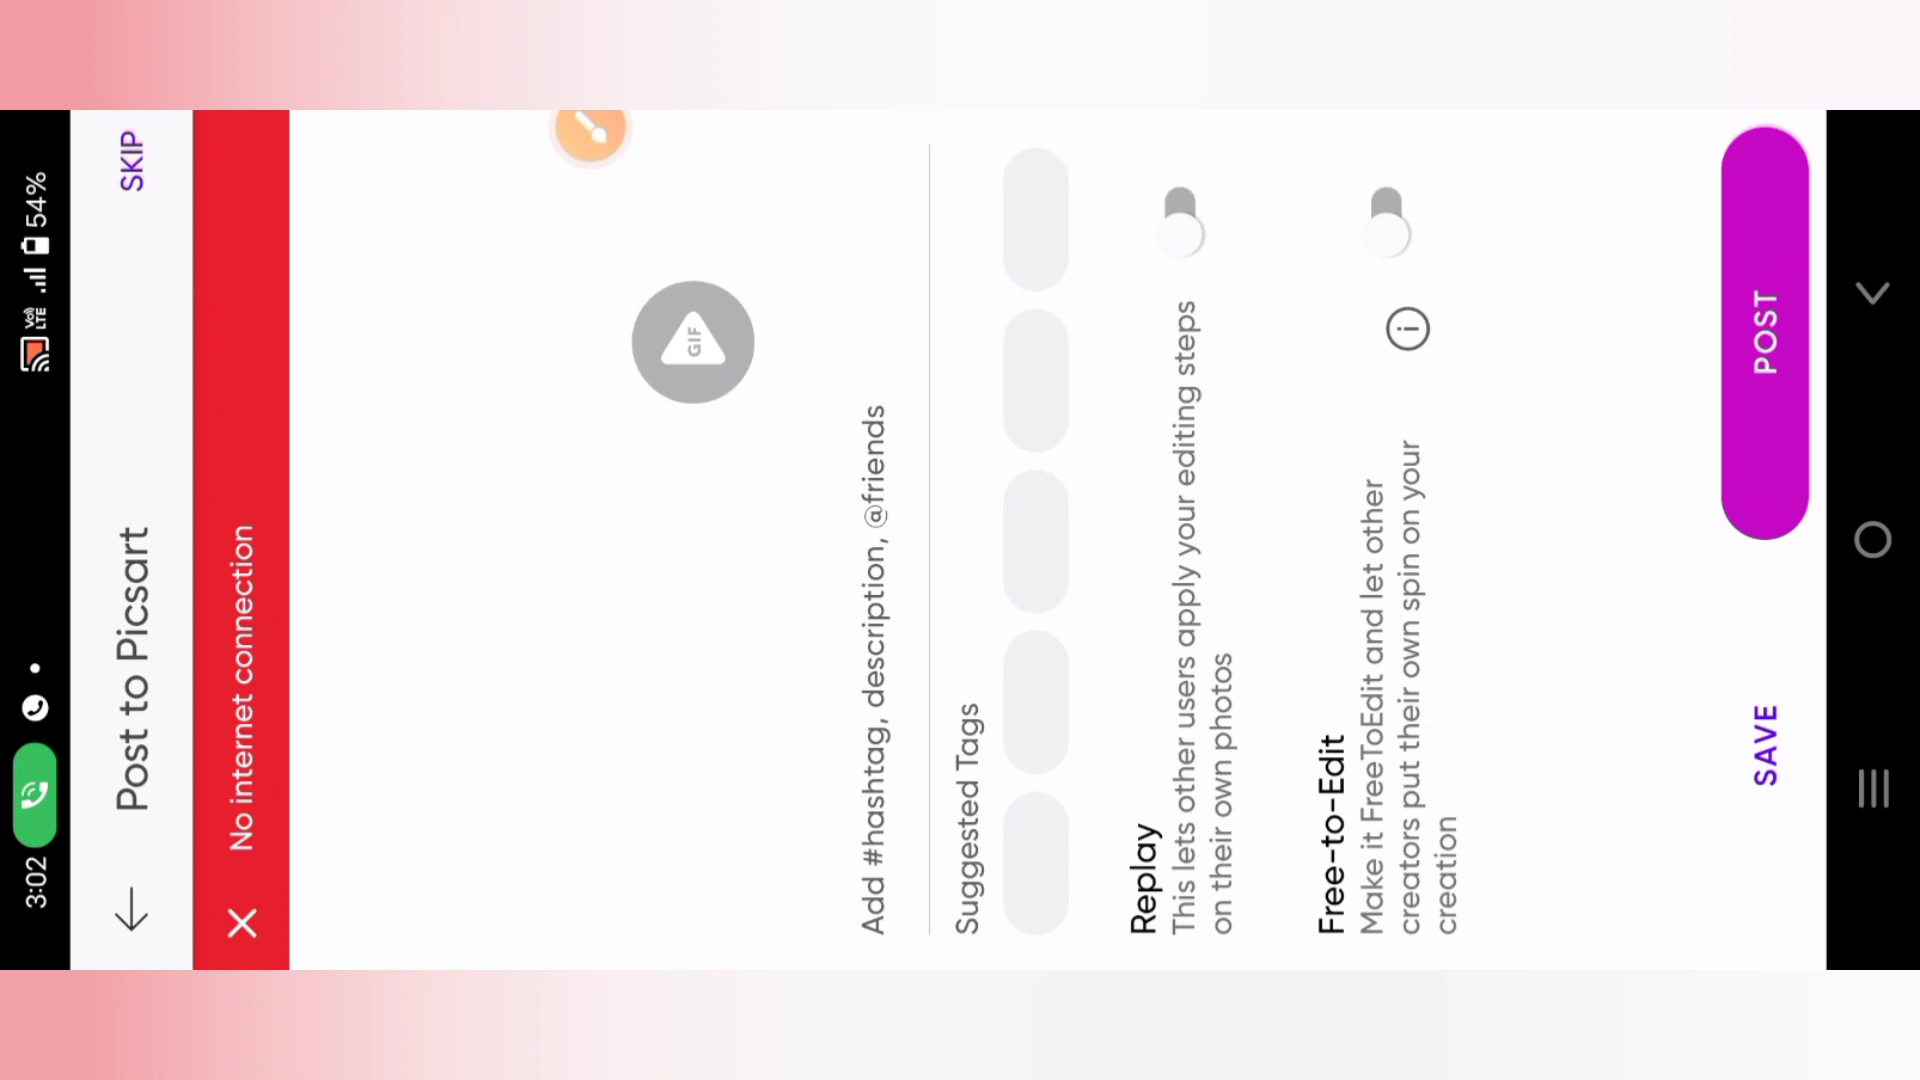 3:02
VoII LTE 54%
Post to Picsart
SKIP
No internet connection
GIF
Add #hashtag, description, @friends
Suggested Tags
Replay
This lets other users apply your editing steps
on their own photos
Free-to-Edit
Make it FreeToEdit and let other
creators put their own spin on your
creation
SAVE
POST